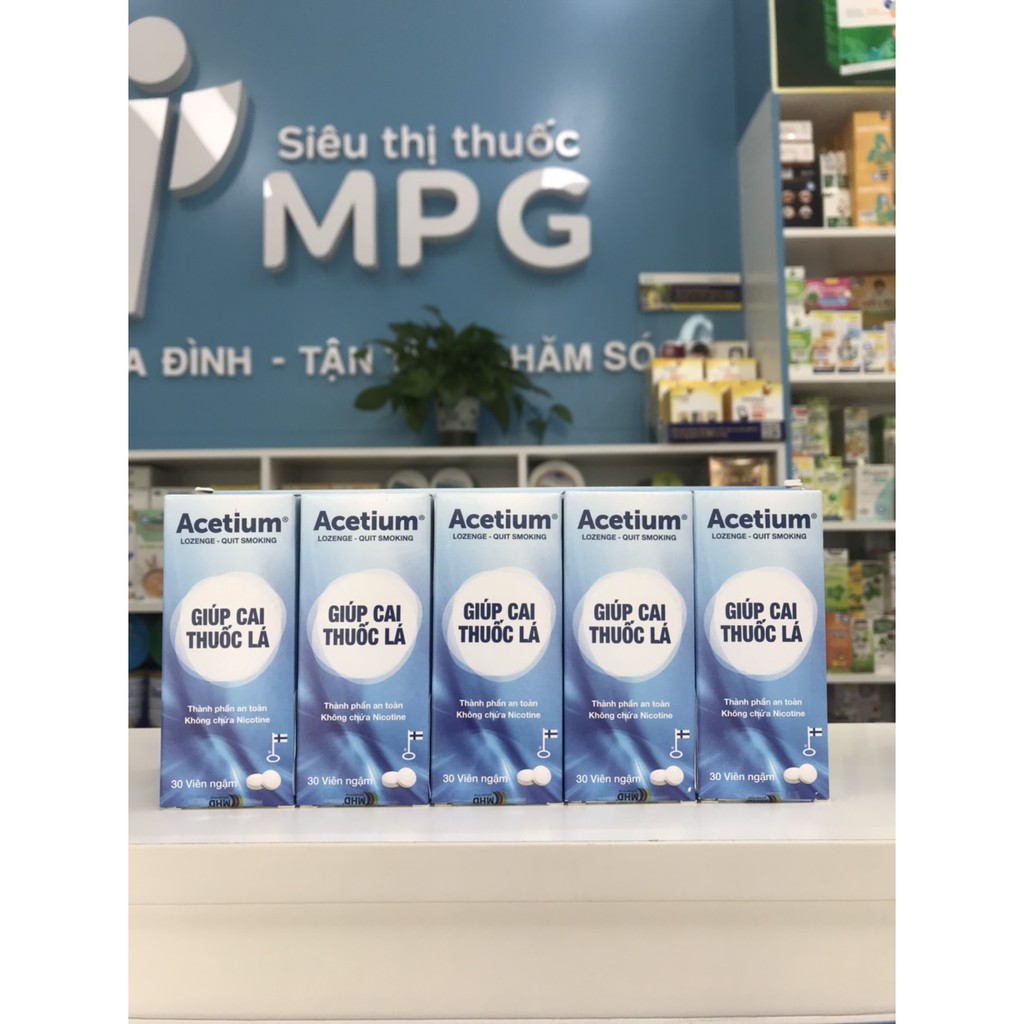 Siêu thị thuốc
MPG
A ĐÌNH - TẬN HĂM SÓ
Acetium®
LOZENGE - QUIT SMOKING
GIÚP CAI
THUỐC LÁ
Thành phần an toàn
Không chứa Nicotine
30 Viên ngậm
MHD
Acetium®
LOZENGE - QUIT SMOKING
GIÚP CAI
THUỐC LÁ
Thành phần an toàn
Không chứa Nicotine
30 Viên ngậm
MHD
Acetium®
LOZENGE - QUIT SMOKING
GIÚP CAI
THUỐC LÁ
Thành phần an toàn
Không chứa Nicotine
30 Viên ngậm
MHD
Acetium®
LOZENGE - QUIT SMOKING
GIÚP CAI
THUỐC LÁ
Thành phần an toàn
Không chứa Nicotine
30 Viên ngậm
MHD
Acetium®
LOZENGE - QUIT SMOKING
GIÚP CAI
THUỐC LÁ
Thành phần an toàn
Không chứa Nicotine
30 Viên ngậm
MHD